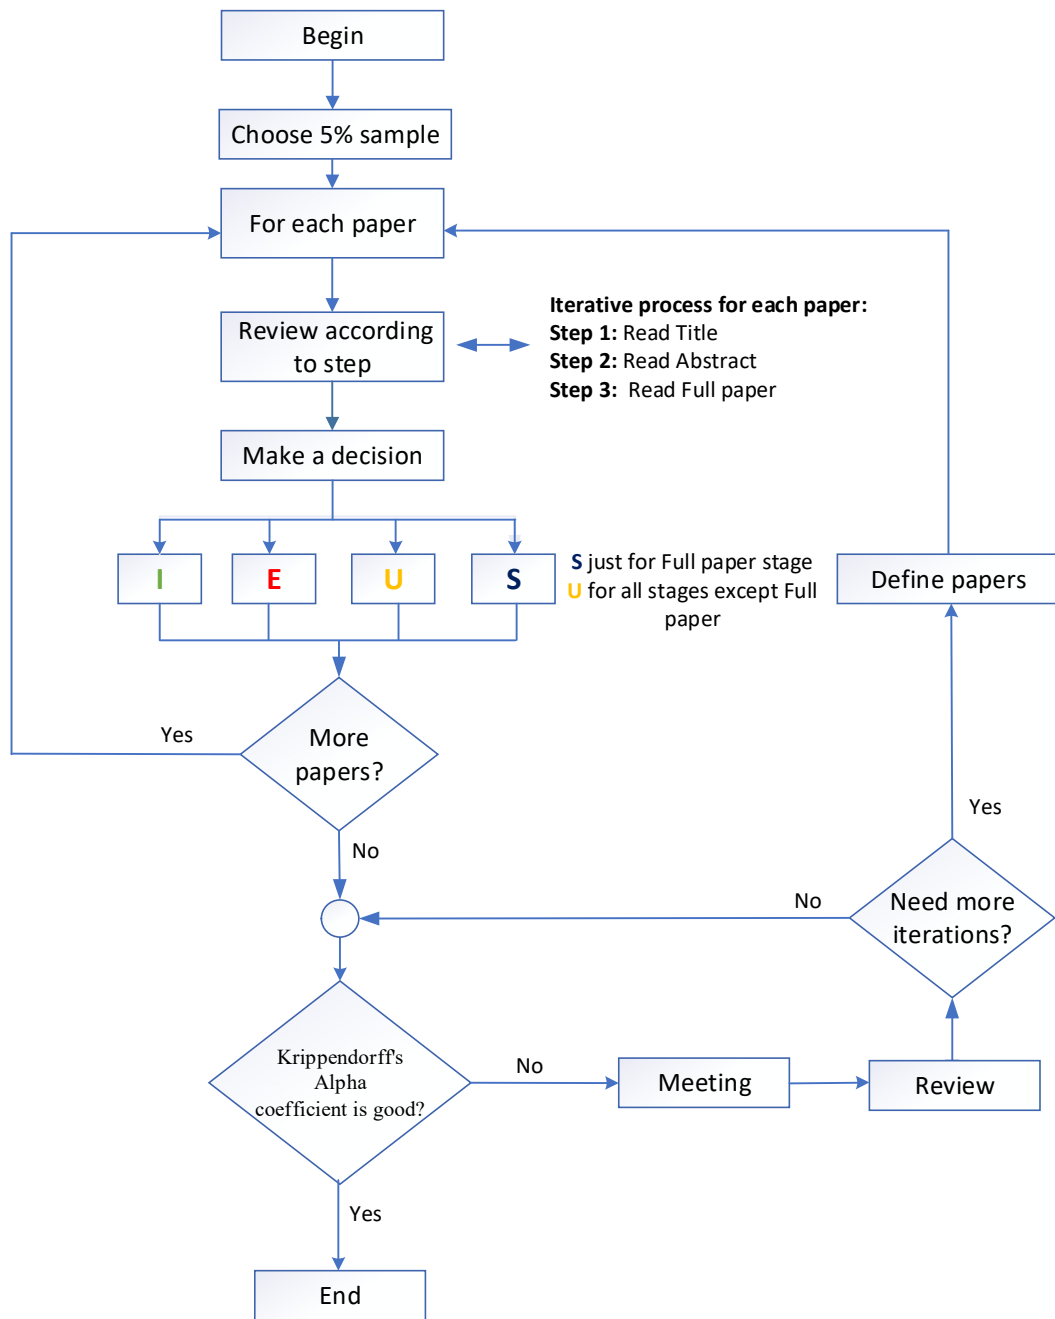 Begin
Choose 5% sample
For each paper
Review according
to step
Iterative process for each paper:
Step 1: Read Title
Step 2: Read Abstract
Step 3: Read Full paper
Make a decision
I
E
U
S
S just for Full paper stage
U for all stages except Full
paper
Define papers
More
papers?
Yes
No
Yes
Need more
iterations?
No
Krippendorff's
Alpha
coefficient is good?
No
Meeting
Review
Yes
End